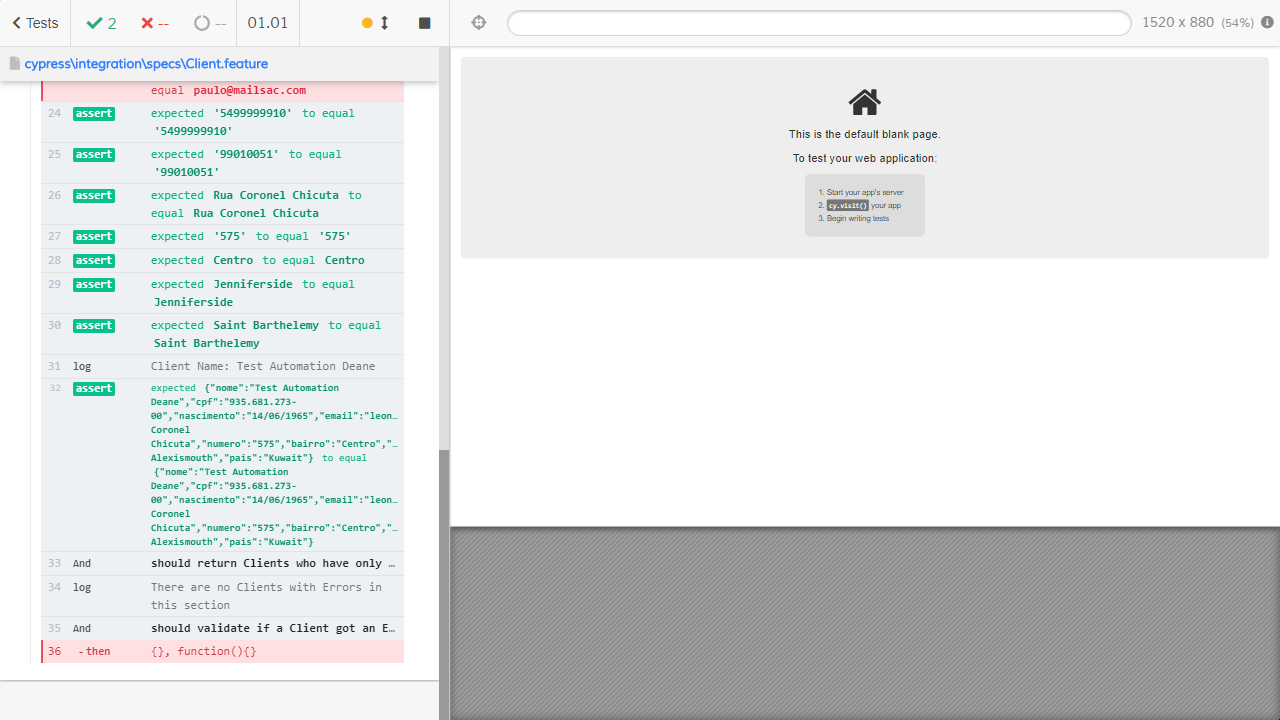 Tests
2
--
--
01.01
1520 x 880 (54%)
cypress\integration\specs\Client.feature
equal paulo@mailsac.com
24 assert expected '5499999910' to equal
'5499999910'
25 assert expected '99010051' to equal
'99010051'
26 assert expected Rua Coronel Chicuta to
equal Rua Coronel Chicuta
27 assert expected '575' to equal '575'
28 assert expected Centro to equal Centro
29 assert expected Jenniferside to equal
Jenniferside
30 assert expected Saint Barthelemy to equal
Saint Barthelemy
31 log Client Name: Test Automation Deane
32 assert expected {"nome":"Test Automation
Deane","cpf":"935.681.273-
00","nascimento":"14/06/1965","email":"leon…
Coronel
Chicuta","numero":"575","bairro":"Centro","…
Alexismouth","pais":"Kuwait"} to equal
{"nome":"Test Automation
Deane","cpf":"935.681.273-
00","nascimento":"14/06/1965","email":"leon…
Coronel
Chicuta","numero":"575","bairro":"Centro","…
Alexismouth","pais":"Kuwait"}
33 And should return Clients who have only …
34 log There are no Clients with Errors in
this section
35 And should validate if a Client got an E…
36 -then {}, function(){}
This is the default blank page.
To test your web application:
1. Start your app's server
2. cy.visit() your app
3. Begin writing tests